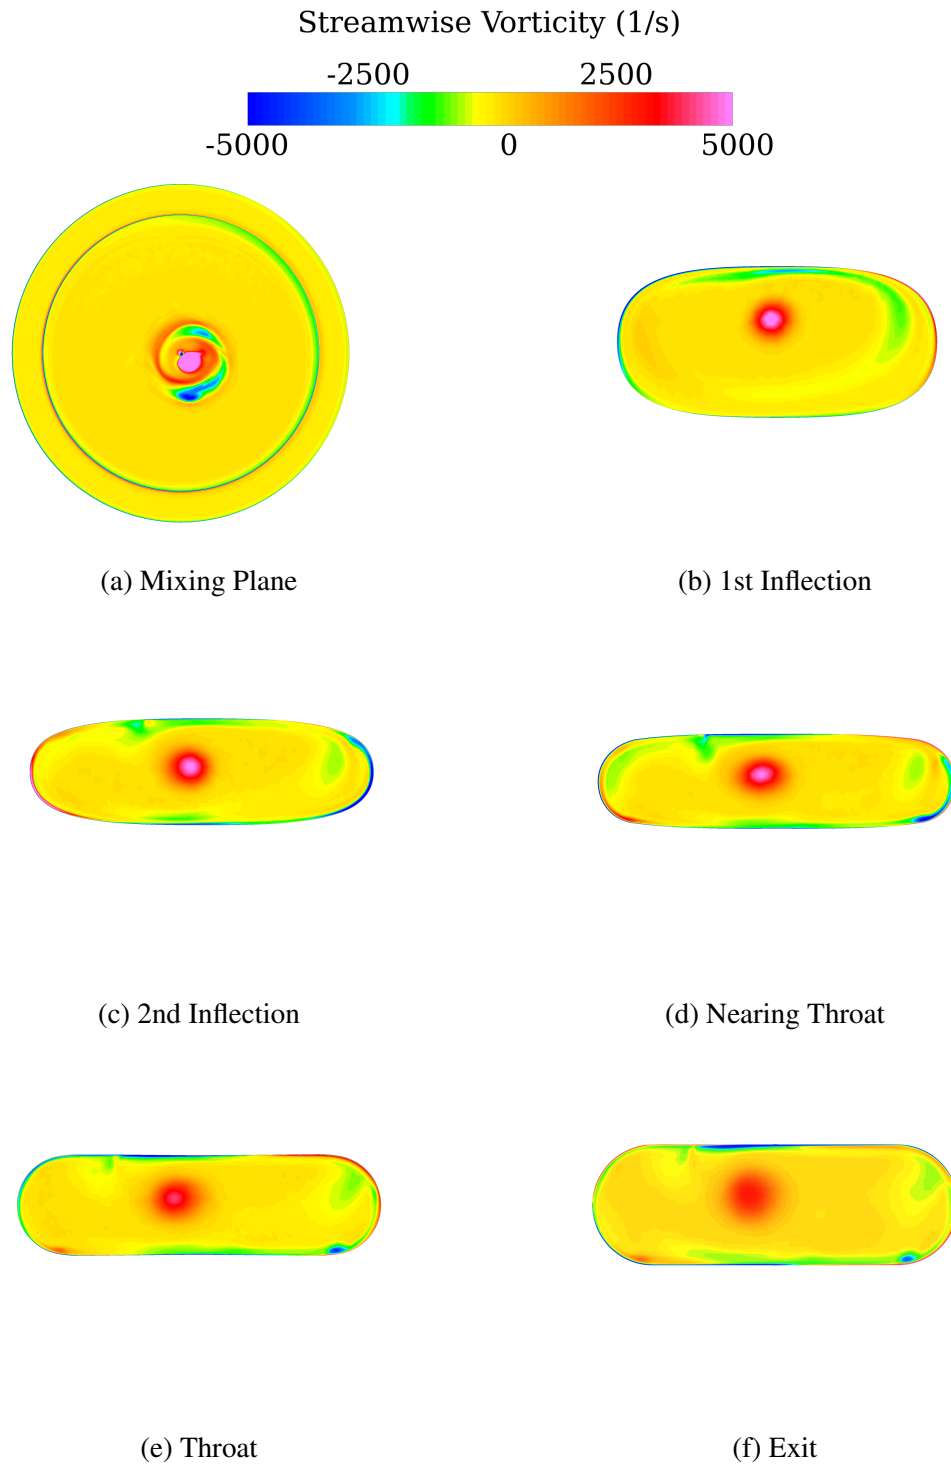 Streamwise Vorticity (1/s)
-2500 2500
-5000 0 5000
(a) Mixing Plane
(b) 1st Inflection
(c) 2nd Inflection
(d) Nearing Throat
(e) Throat
(f) Exit